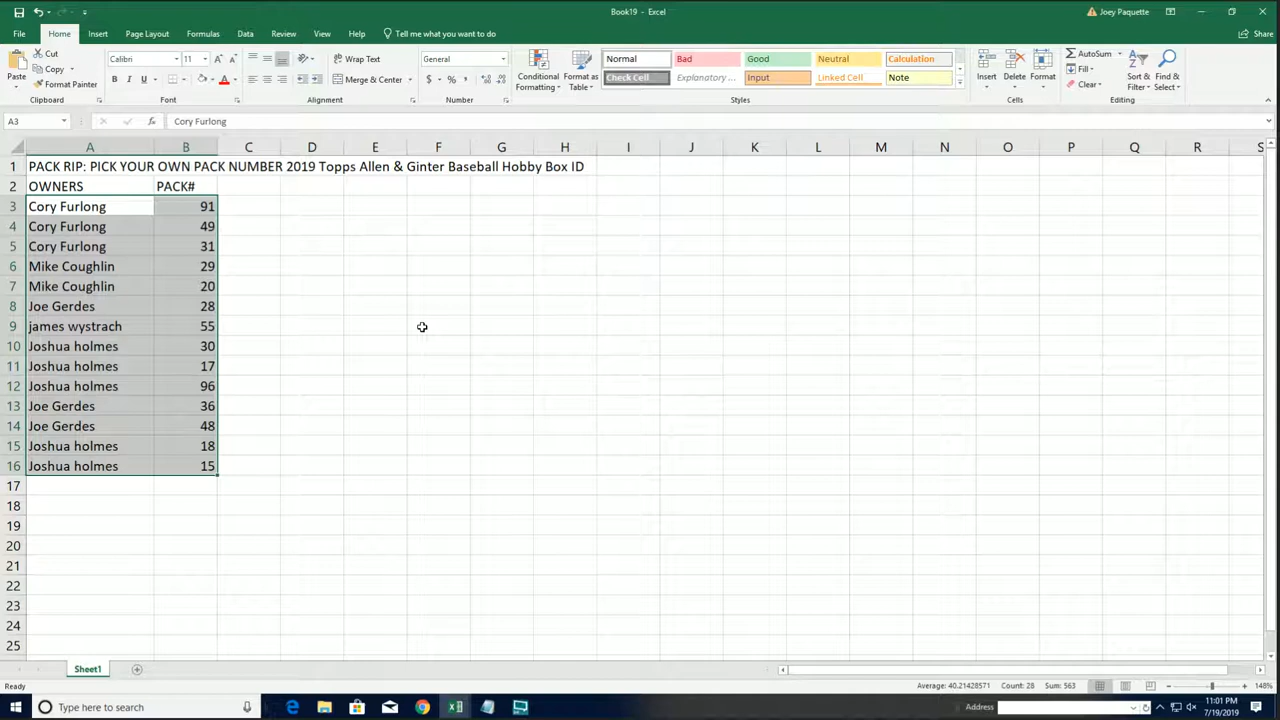 Book19 - Excel
Joey Paquette
File Home Insert Page Layout Formulas Data Review View Help Tell me what you want to do Share
Paste Cut Copy Format Painter Clipboard
Calibri 11 B I U A A A Font
Wrap Text Merge & Center Alignment
General $ % , Number
Conditional Formatting Format as Table
Normal Bad Good Neutral Calculation
Check Cell Explanatory ... Input Linked Cell Note
Styles
Insert Delete Format Cells
AutoSum Fill Clear Sort & Filter Find & Select Editing
A3 fx Cory Furlong
A B C D E F G H I J K L M N O P Q R S
1 PACK RIP: PICK YOUR OWN PACK NUMBER 2019 Topps Allen & Ginter Baseball Hobby Box ID
2 OWNERS PACK#
3 Cory Furlong 91
4 Cory Furlong 49
5 Cory Furlong 31
6 Mike Coughlin 29
7 Mike Coughlin 20
8 Joe Gerdes 28
9 james wystrach 55
10 Joshua holmes 30
11 Joshua holmes 17
12 Joshua holmes 96
13 Joe Gerdes 36
14 Joe Gerdes 48
15 Joshua holmes 18
16 Joshua holmes 15
17
18
19
20
21
22
23
24
25
Sheet1
Ready Average: 40.21428571 Count: 28 Sum: 563 148%
Type here to search Address 11:01 PM
7/19/2019